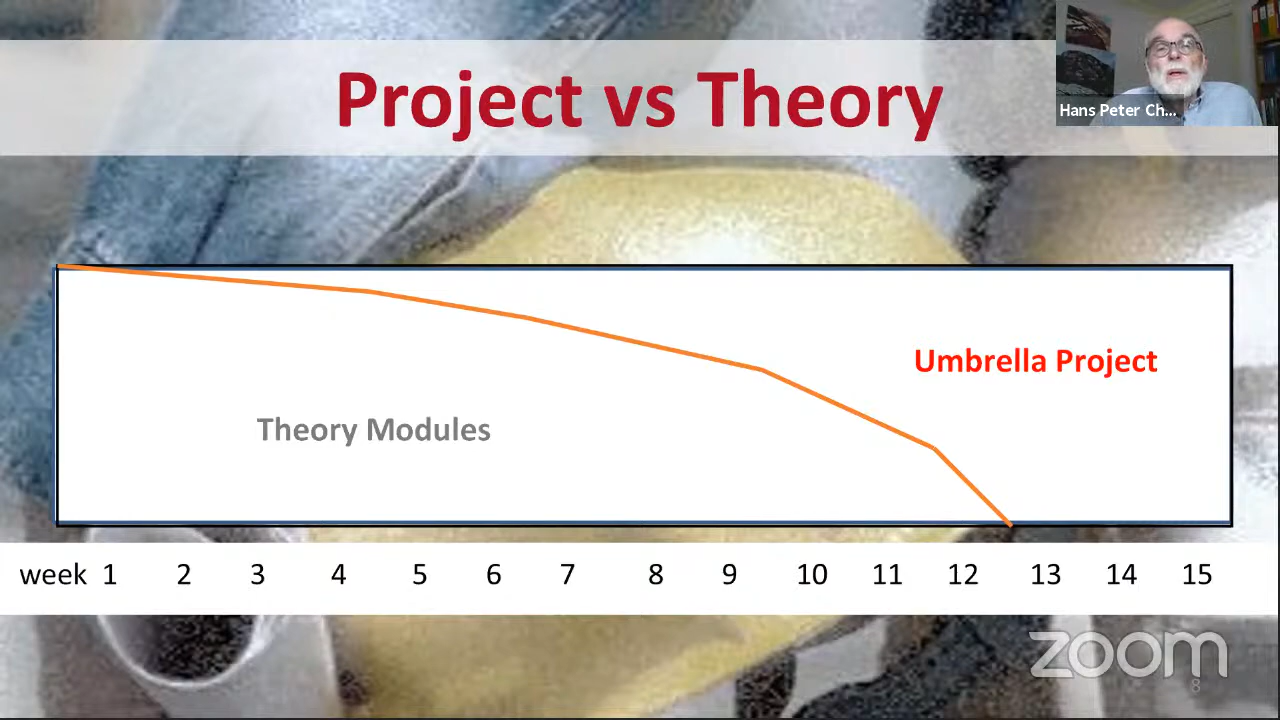 Project vs Theory
Hans Peter Ch...
Umbrella Project
Theory Modules
week 1 2 3 4 5 6 7 8 9 10 11 12 13 14 15
zoom
8